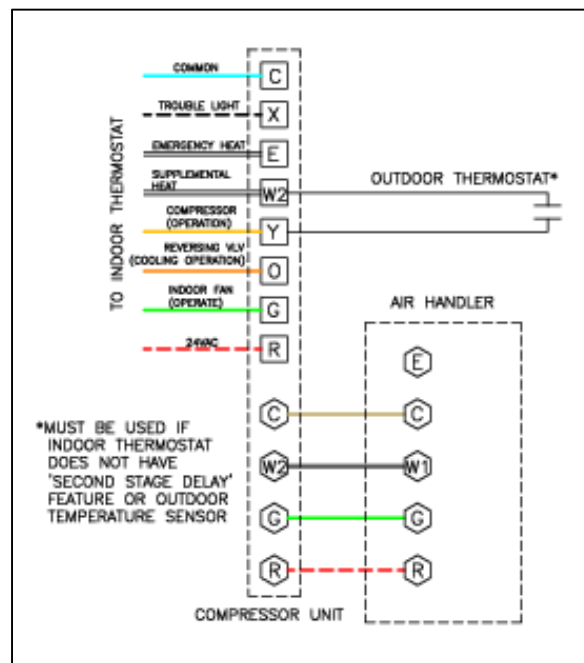 COMMON
C
TROUBLE LIGHT
X
EMERGENCY HEAT
E
SUPPLEMENTAL
HEAT
W2
OUTDOOR THERMOSTAT*
COMPRESSOR
(OPERATION)
Y
REVERSING VLV
(COOLING OPERATION)
O
INDOOR FAN
(OPERATE)
G
24VAC
R
TO INDOOR THERMOSTAT
AIR HANDLER
E
C
C
W2
W1
G
G
R
R
*MUST BE USED IF
INDOOR THERMOSTAT
DOES NOT HAVE
'SECOND STAGE DELAY'
FEATURE OR OUTDOOR
TEMPERATURE SENSOR
COMPRESSOR UNIT